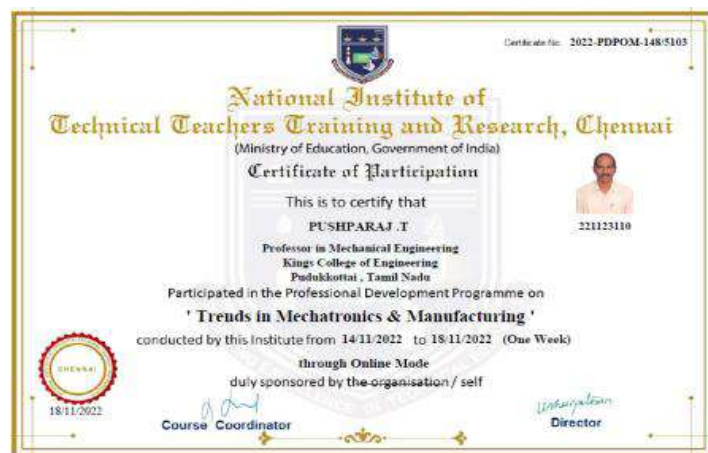 Certificate No: 2022-PDPOM-148/5103
National Institute of
Technical Teachers Training and Research, Chennai
(Ministry of Education, Government of India)
Certificate of Participation
This is to certify that
PUSHPARAJ .T
221123110
Professor in Mechanical Engineering
Kings College of Engineering
Pudukkottai , Tamil Nadu
Participated in the Professional Development Programme on
' Trends in Mechatronics & Manufacturing '
conducted by this Institute from 14/11/2022 to 18/11/2022 (One Week)
through Online Mode
duly sponsored by the organisation / self
CHENNAI
18/11/2022
Course Coordinator
Director